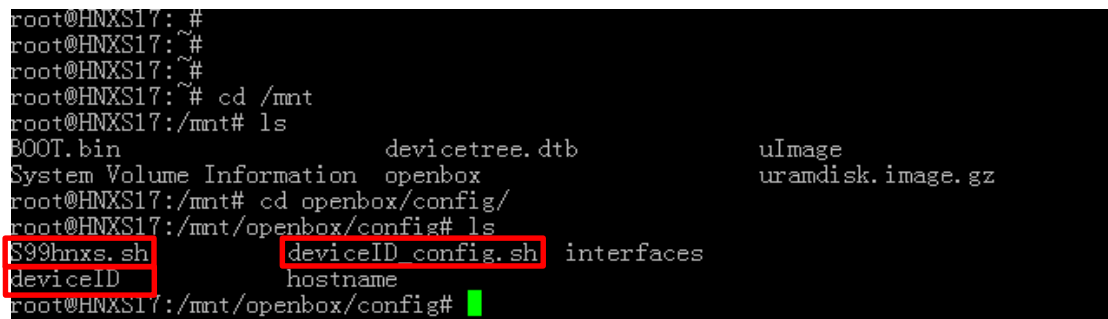 root@HNXS17:~#
root@HNXS17:~#
root@HNXS17:~#
root@HNXS17:~# cd /mnt
root@HNXS17:/mnt# ls
BOOT.bin devicetree.dtb uImage
System Volume Information openbox uramdisk.image.gz
root@HNXS17:/mnt# cd openbox/config/
root@HNXS17:/mnt/openbox/config# ls
S99hnxs.sh deviceID_config.sh interfaces
deviceID hostname
root@HNXS17:/mnt/openbox/config#